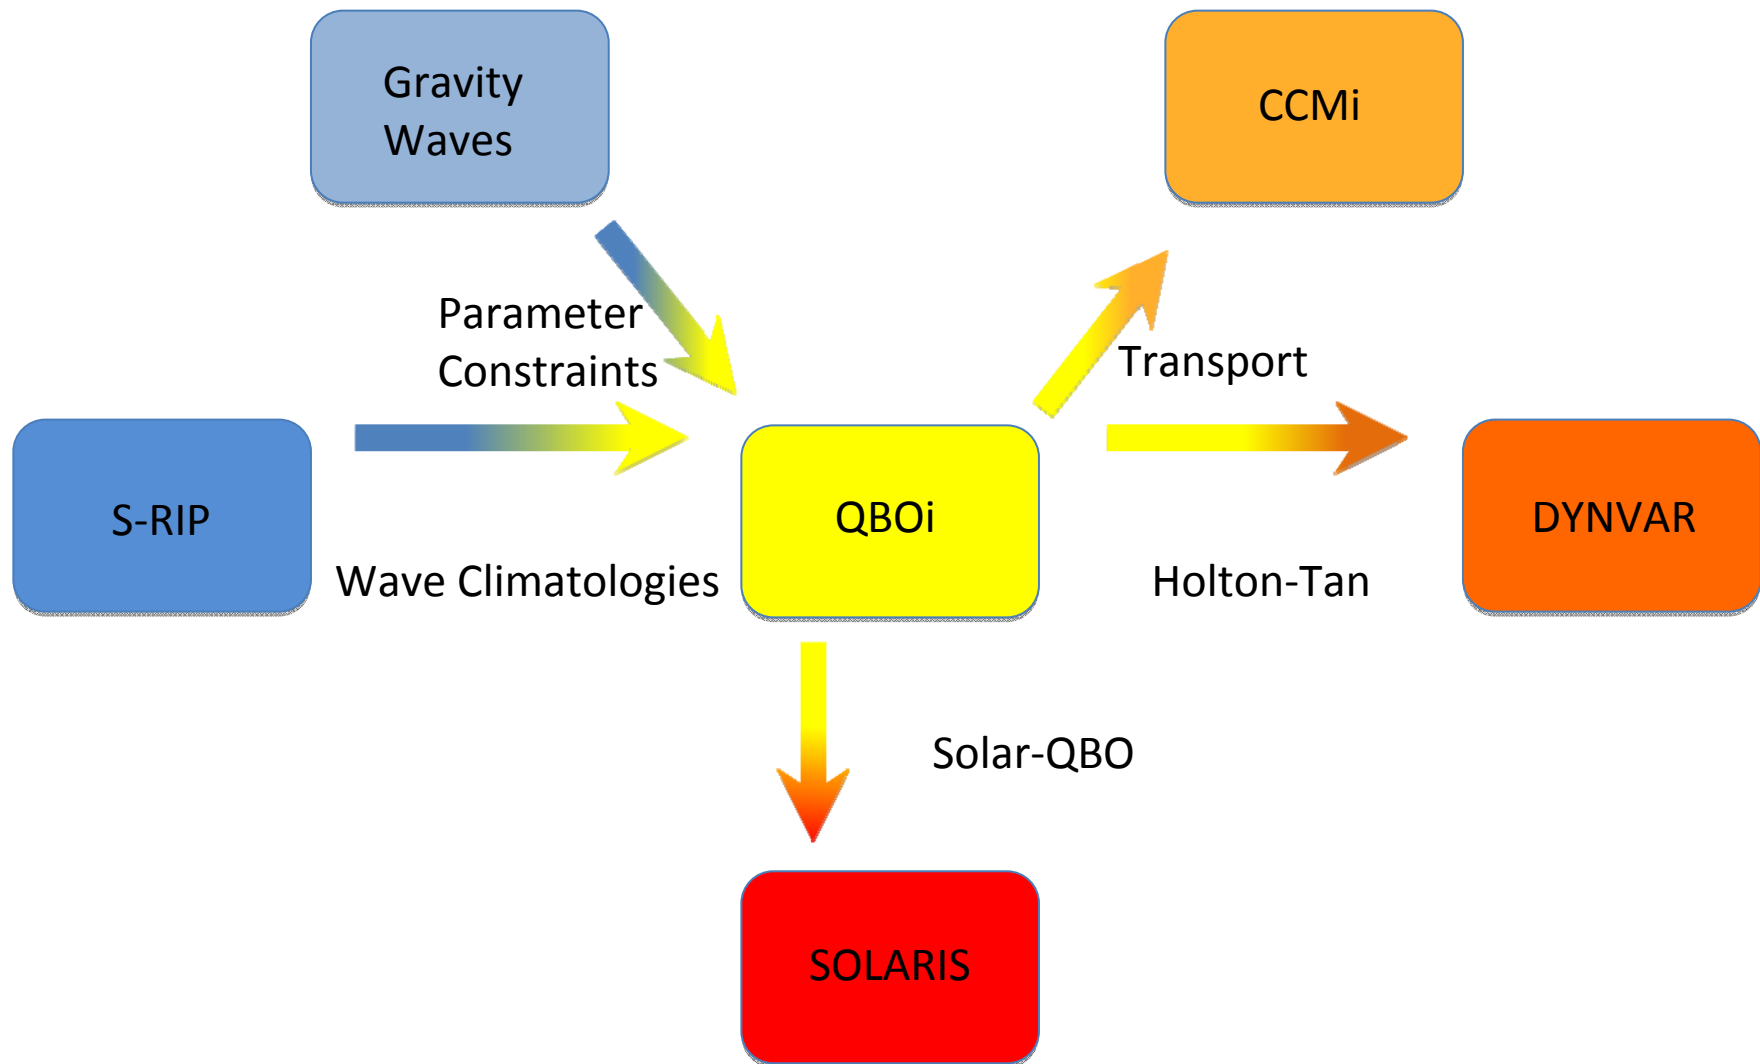 Gravity
Waves
CCMi
Parameter
Constraints
Transport
S-RIP
QBOi
DYNVAR
Wave Climatologies
Holton-Tan
Solar-QBO
SOLARIS